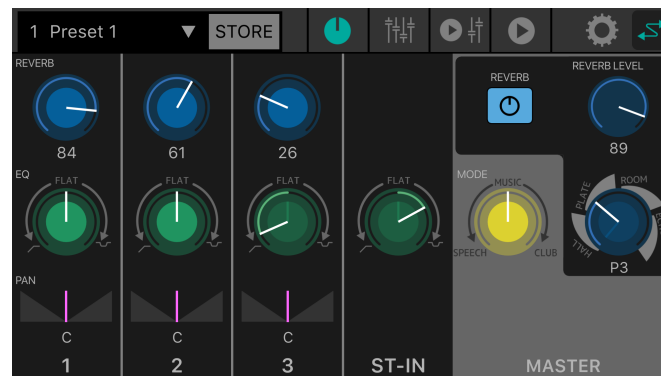 1 Preset 1 ▼ STORE
REVERB
84
61
26
REVERB
REVERB LEVEL
89
EQ
FLAT
FLAT
FLAT
FLAT
MODE
MUSIC
SPEECH
CLUB
PLATE
ROOM
HALL
P3
PAN
C
C
C
1
2
3
ST-IN
MASTER